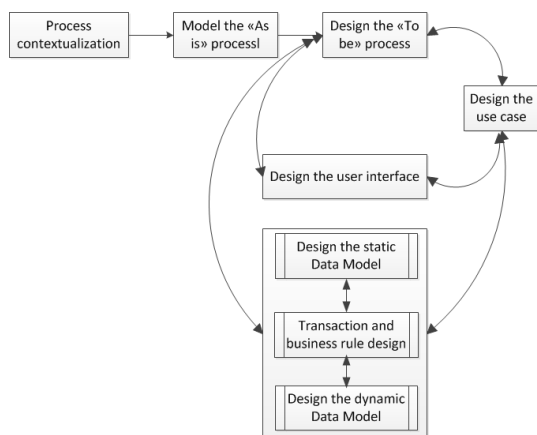 Process
contextualization
Model the «As
is» processl
Design the «To
be» process
Design the
use case
Design the user interface
Design the static
Data Model
Transaction and
business rule design
Design the dynamic
Data Model